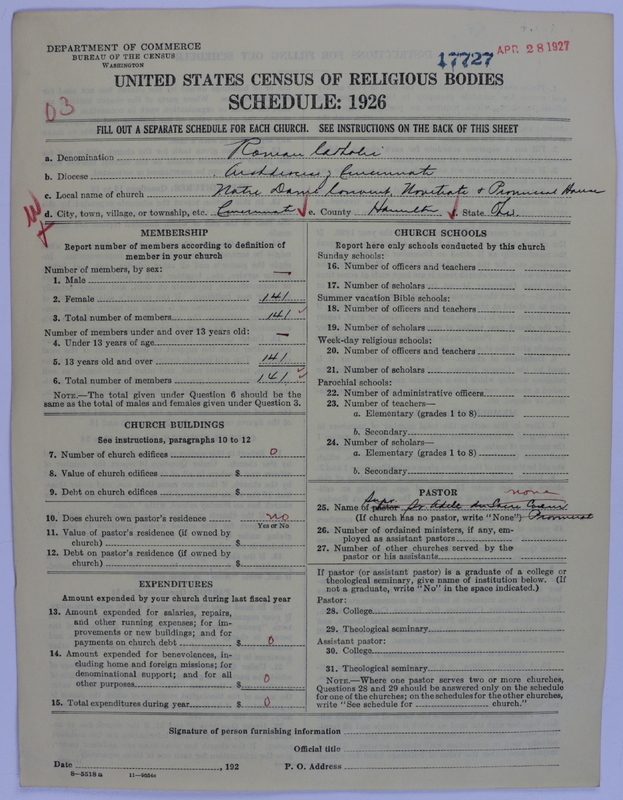 DEPARTMENT OF COMMERCE
BUREAU OF THE CENSUS
WASHINGTON
17727
APR 28 1927
UNITED STATES CENSUS OF RELIGIOUS BODIES
SCHEDULE: 1926
03
FILL OUT A SEPARATE SCHEDULE FOR EACH CHURCH. SEE INSTRUCTIONS ON THE BACK OF THIS SHEET
a. Denomination Roman Catholic
b. Diocese Archdiocese of Cincinnati
c. Local name of church Notre Dame Convent, Novitiate & Provincial House
d. City, town, village, or township, etc. Cincinnati e. County Hamilton f. State Oh.
MEMBERSHIP
Report number of members according to definition of
member in your church
Number of members, by sex: —
1. Male
2. Female 141
3. Total number of members 141
Number of members under and over 13 years old: —
4. Under 13 years of age
5. 13 years old and over 141
6. Total number of members 141
NOTE.—The total given under Question 6 should be
same as the total of males and females given under Question 3.
CHURCH BUILDINGS
See instructions, paragraphs 10 to 12
7. Number of church edifices 0
8. Value of church edifices $
9. Debt on church edifices $
10. Does church own pastor's residence no
Yes or No
11. Value of pastor's residence (if owned by
church) $
12. Debt on pastor's residence (if owned by
church) $
EXPENDITURES
Amount expended by your church during last fiscal year
13. Amount expended for salaries, repairs,
and other running expenses; for im-
provements or new buildings; and for
payments on church debt $ 0
14. Amount expended for benevolences, in-
cluding home and foreign missions; for
denominational support; and for all
other purposes 0
15. Total expenditures during year $ 0
CHURCH SCHOOLS
Report here only schools conducted by this church
Sunday schools:
16. Number of officers and teachers
17. Number of scholars
Summer vacation Bible schools:
18. Number of officers and teachers
19. Number of scholars
Week-day religious schools:
20. Number of officers and teachers
21. Number of scholars
Parochial schools:
22. Number of administrative officers
23. Number of teachers—
a. Elementary (grades 1 to 8)
b. Secondary
24. Number of scholars—
a. Elementary (grades 1 to 8)
b. Secondary
PASTOR none
25. Name of pastor Supr. Sr. Adele
(If church has no pastor, write "None") Provincial
26. Number of ordained ministers, if any, em-
ployed as assistant pastors
27. Number of other churches served by the
pastor or his assistants
If pastor (or assistant pastor) is a graduate of a college or
theological seminary, give name of institution below. (If
not a graduate, write "No" in the space indicated.)
Pastor:
28. College
29. Theological seminary
Assistant pastor:
30. College
31. Theological seminary
NOTE.—Where one pastor serves two or more churches,
Questions 28 and 29 should be answered only on the schedule
for one of the churches; on the schedules for the other churches,
write "See schedule for church."
Signature of person furnishing information
Official title
Date , 192 P. O. Address
8—5518a 11—9054a